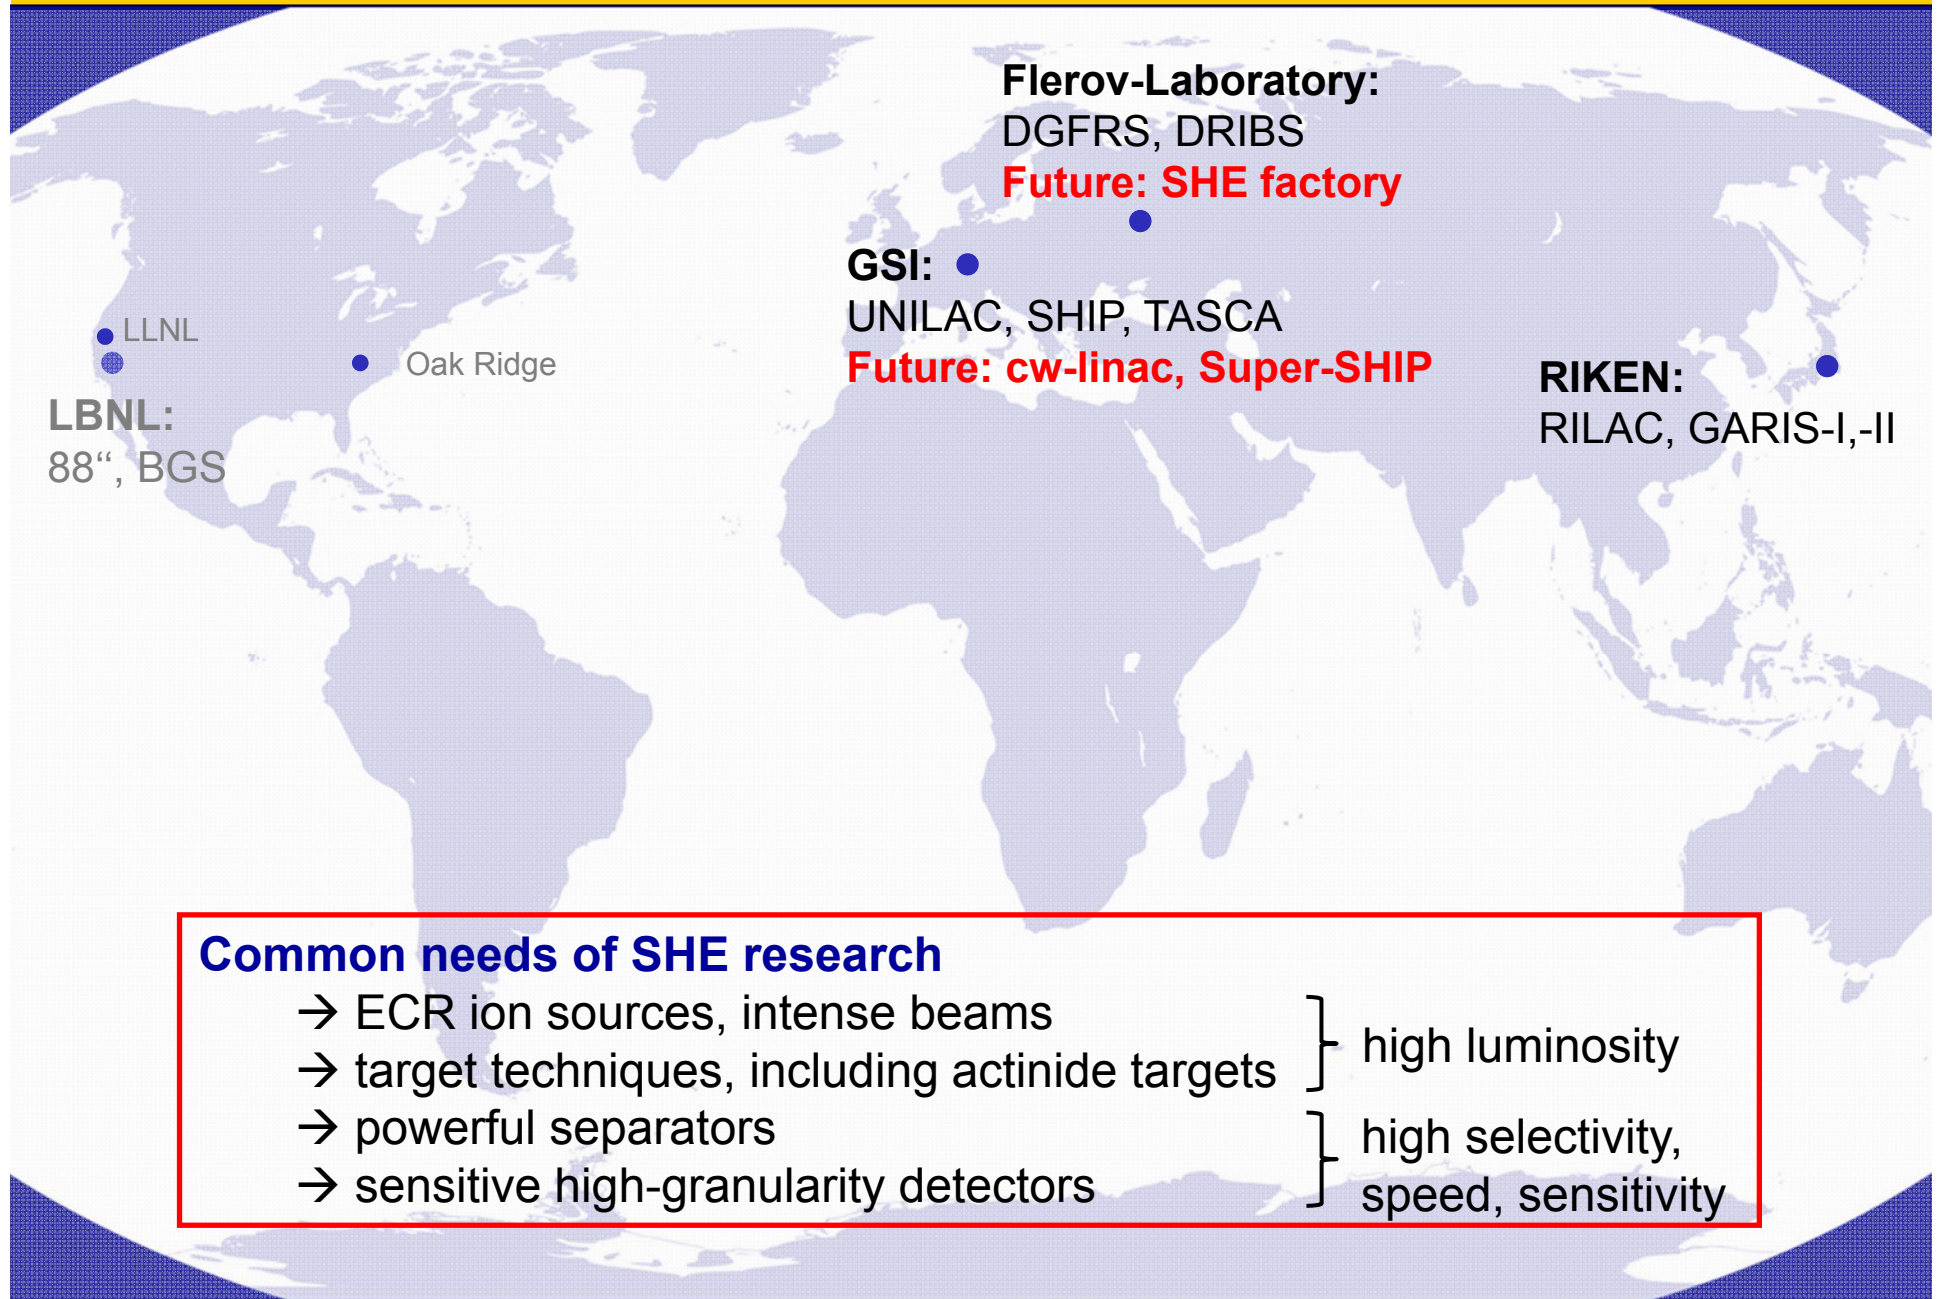 Flerov-Laboratory:
DGFRS, DRIBS
Future: SHE factory
GSI:
UNILAC, SHIP, TASCA
Future: cw-linac, Super-SHIP
LLNL
Oak Ridge
LBNL:
88“, BGS
RIKEN:
RILAC, GARIS-I,-II
Common needs of SHE research
→ ECR ion sources, intense beams
→ target techniques, including actinide targets
high luminosity
→ powerful separators
→ sensitive high-granularity detectors
high selectivity,
speed, sensitivity